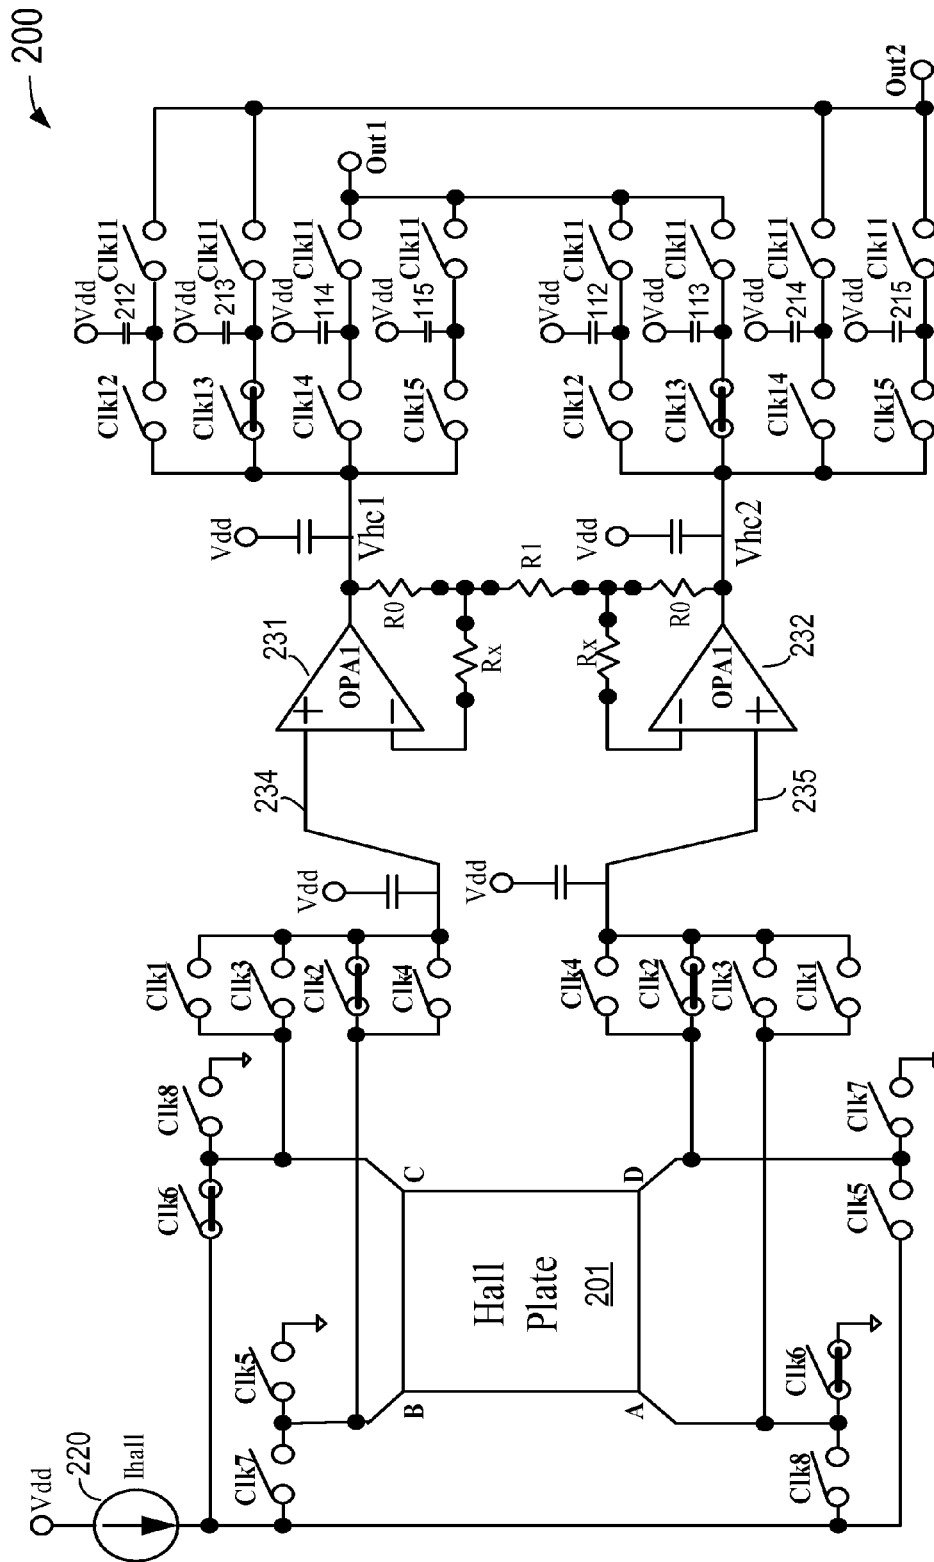 200
Vdd
220
Ihall
Clk6
Clk8
Clk7
Clk5
B
C
Hall
Plate
201
A
D
Clk8
Clk6
Clk5
Clk7
Clk1
Clk3
Clk2
Clk4
Clk4
Clk2
Clk3
Clk1
Vdd
Vdd
234
235
231
OPA1
+
−
Rx
R0
R1
R0
Rx
232
OPA1
−
+
Vdd
Vhc1
Vdd
Vhc2
Clk12
Vdd
212
Clk11
Clk13
Vdd
213
Clk11
Clk14
Vdd
114
Clk11
Clk15
Vdd
115
Clk11
Out1
Clk12
Vdd
112
Clk11
Clk13
Vdd
113
Clk11
Clk14
Vdd
214
Clk11
Clk15
Vdd
215
Clk11
Out2